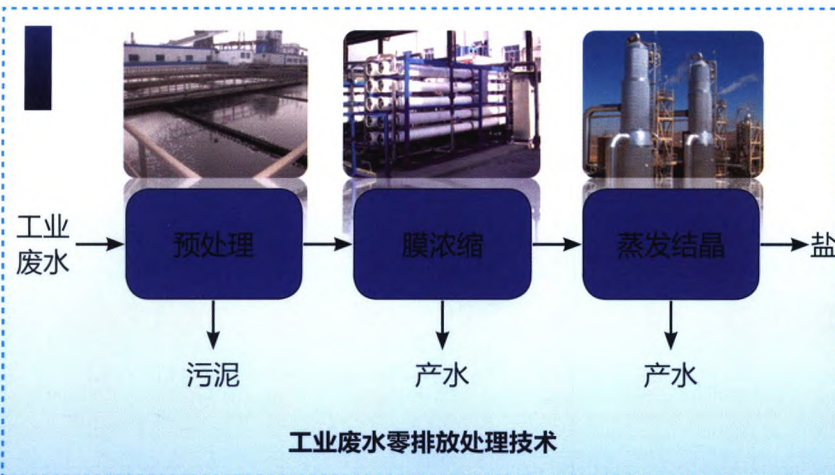 工业
废水
预处理
膜浓缩
蒸发结晶
盐
污泥
产水
产水
工业废水零排放处理技术